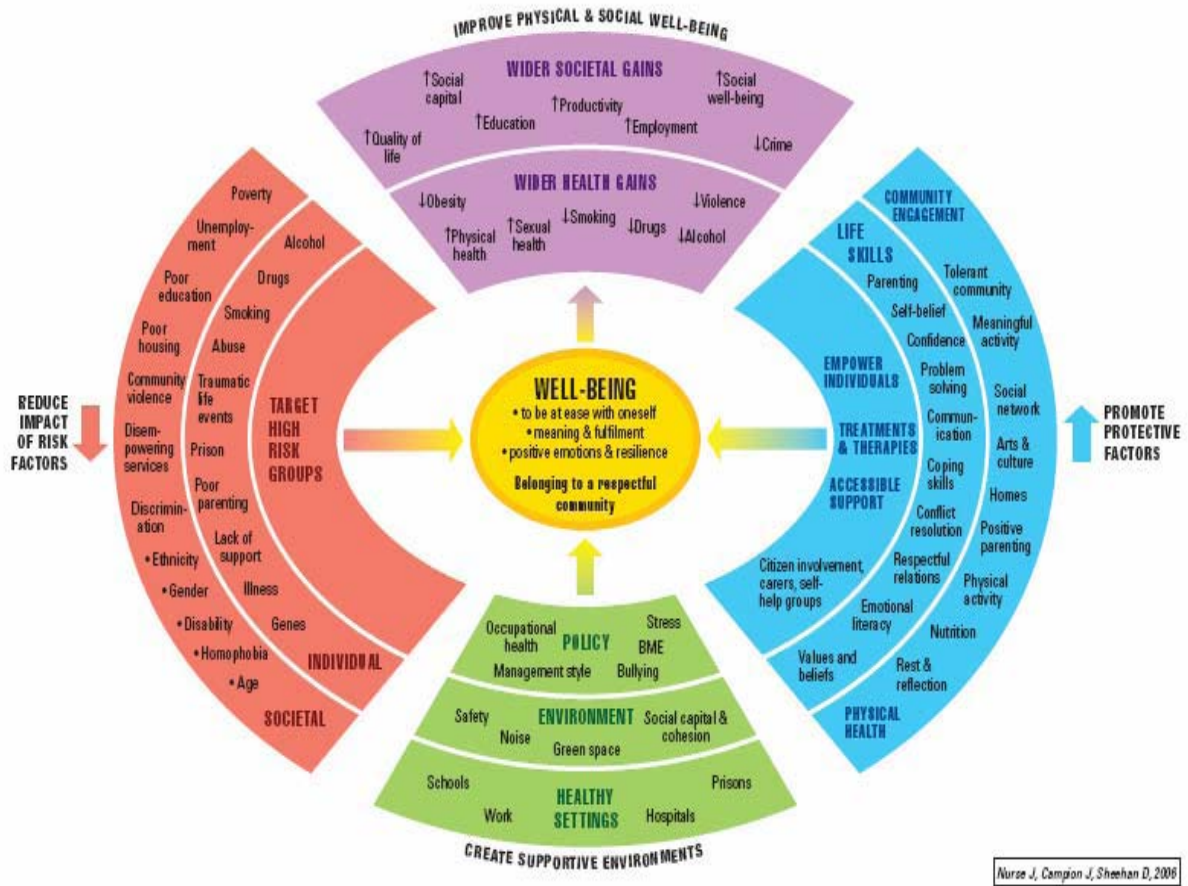 IMPROVE PHYSICAL & SOCIAL WELL-BEING
WIDER SOCIETAL GAINS
↑Social
capital
↑Social
well-being
↑Productivity
↑Education
↑Employment
↑Quality of
life
↓Crime
WIDER HEALTH GAINS
↓Obesity
↓Violence
↓Smoking
↑Sexual
health
↓Drugs
↑Physical
health
↓Alcohol
REDUCE
IMPACT
OF RISK
FACTORS
Poverty
Unemploy-
ment
Poor
education
Poor
housing
Community
violence
Disem-
powering
services
Discrimin-
ation
• Ethnicity
• Gender
• Disability
• Homophobia
• Age
SOCIETAL
Alcohol
Drugs
Smoking
Abuse
Traumatic
life
events
Prison
Poor
parenting
Lack of
support
Illness
Genes
INDIVIDUAL
TARGET
HIGH
RISK
GROUPS
WELL-BEING
• to be at ease with oneself
• meaning & fulfilment
• positive emotions & resilience
Belonging to a respectful
community
EMPOWER
INDIVIDUALS
TREATMENTS
& THERAPIES
ACCESSIBLE
SUPPORT
Citizen involvement,
carers, self-
help groups
LIFE
SKILLS
Parenting
Self-belief
Confidence
Problem
solving
Commun-
ication
Coping
skills
Conflict
resolution
Respectful
relations
Emotional
literacy
Values and
beliefs
COMMUNITY
ENGAGEMENT
Tolerant
community
Meaningful
activity
Social
network
Arts &
culture
Homes
Positive
parenting
Physical
activity
Nutrition
Rest &
reflection
PHYSICAL
HEALTH
PROMOTE
PROTECTIVE
FACTORS
Occupational
health
POLICY
Stress
BME
Management style
Bullying
Safety
ENVIRONMENT
Social capital &
cohesion
Noise
Green space
Schools
Prisons
Work
HEALTHY
SETTINGS
Hospitals
CREATE SUPPORTIVE ENVIRONMENTS
Nurse J, Campion J, Sheehan D, 2006